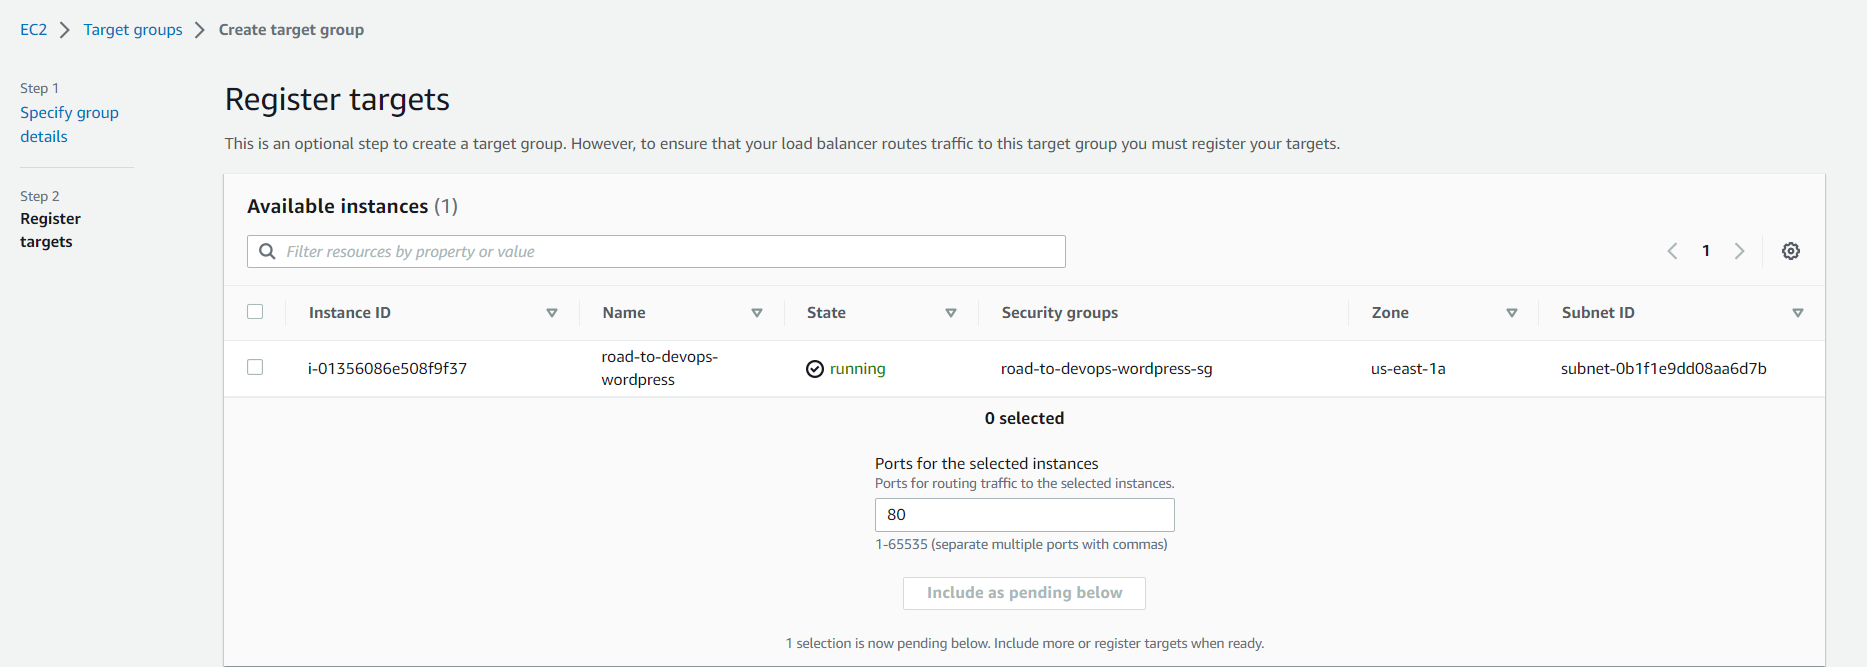 EC2 > Target groups > Create target group
Step 1
Specify group
details
Step 2
Register
targets
Register targets
This is an optional step to create a target group. However, to ensure that your load balancer routes traffic to this target group you must register your targets.
Available instances (1)
Filter resources by property or value
1
Instance ID Name State Security groups Zone Subnet ID
i-01356086e508f9f37 road-to-devops-wordpress running road-to-devops-wordpress-sg us-east-1a subnet-0b1f1e9dd08aa6d7b
0 selected
Ports for the selected instances
Ports for routing traffic to the selected instances.
80
1-65535 (separate multiple ports with commas)
Include as pending below
1 selection is now pending below. Include more or register targets when ready.